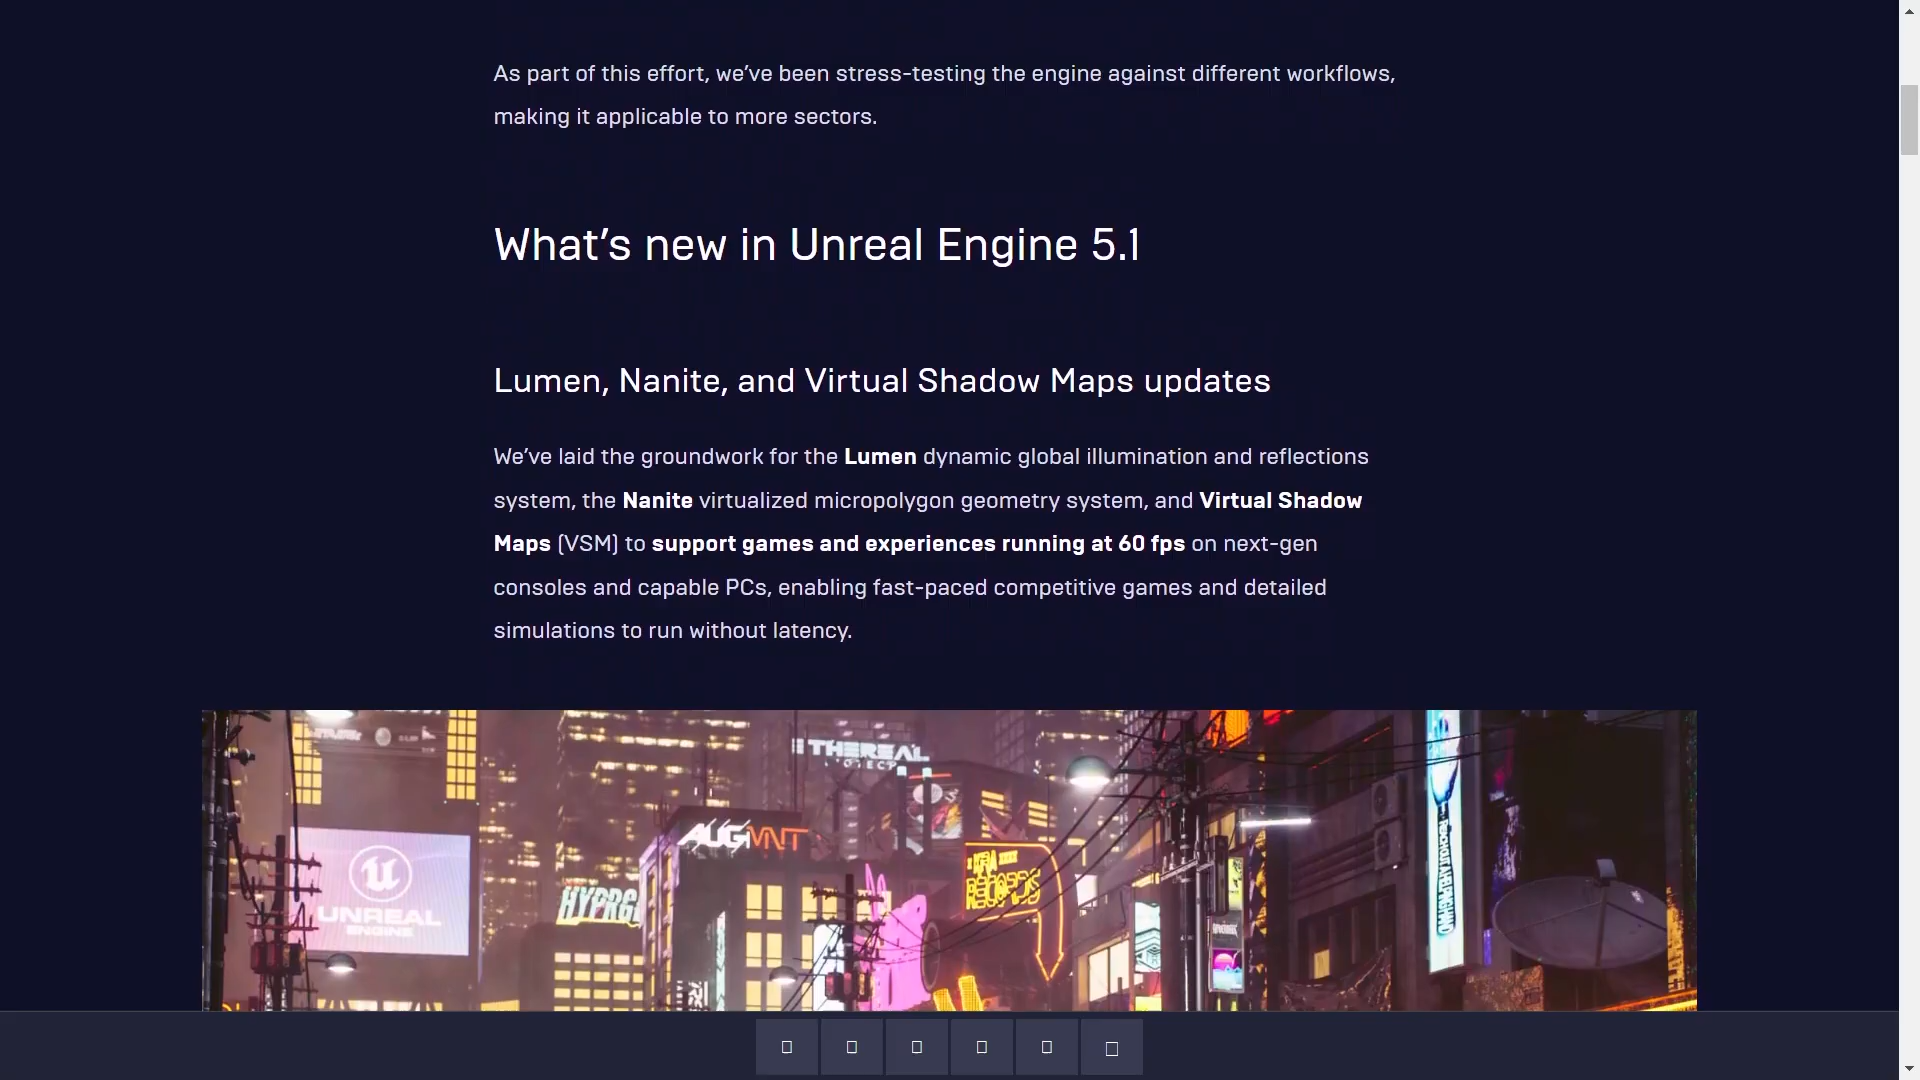 As part of this effort, we’ve been stress-testing the engine against different workflows,
making it applicable to more sectors.
What’s new in Unreal Engine 5.1
Lumen, Nanite, and Virtual Shadow Maps updates
We’ve laid the groundwork for the Lumen dynamic global illumination and reflections
system, the Nanite virtualized micropolygon geometry system, and Virtual Shadow
Maps (VSM) to support games and experiences running at 60 fps on next-gen
consoles and capable PCs, enabling fast-paced competitive games and detailed
simulations to run without latency.
THEREAL
AUGMNT
RECORDS
HYPRG
UNREAL
ENGINE